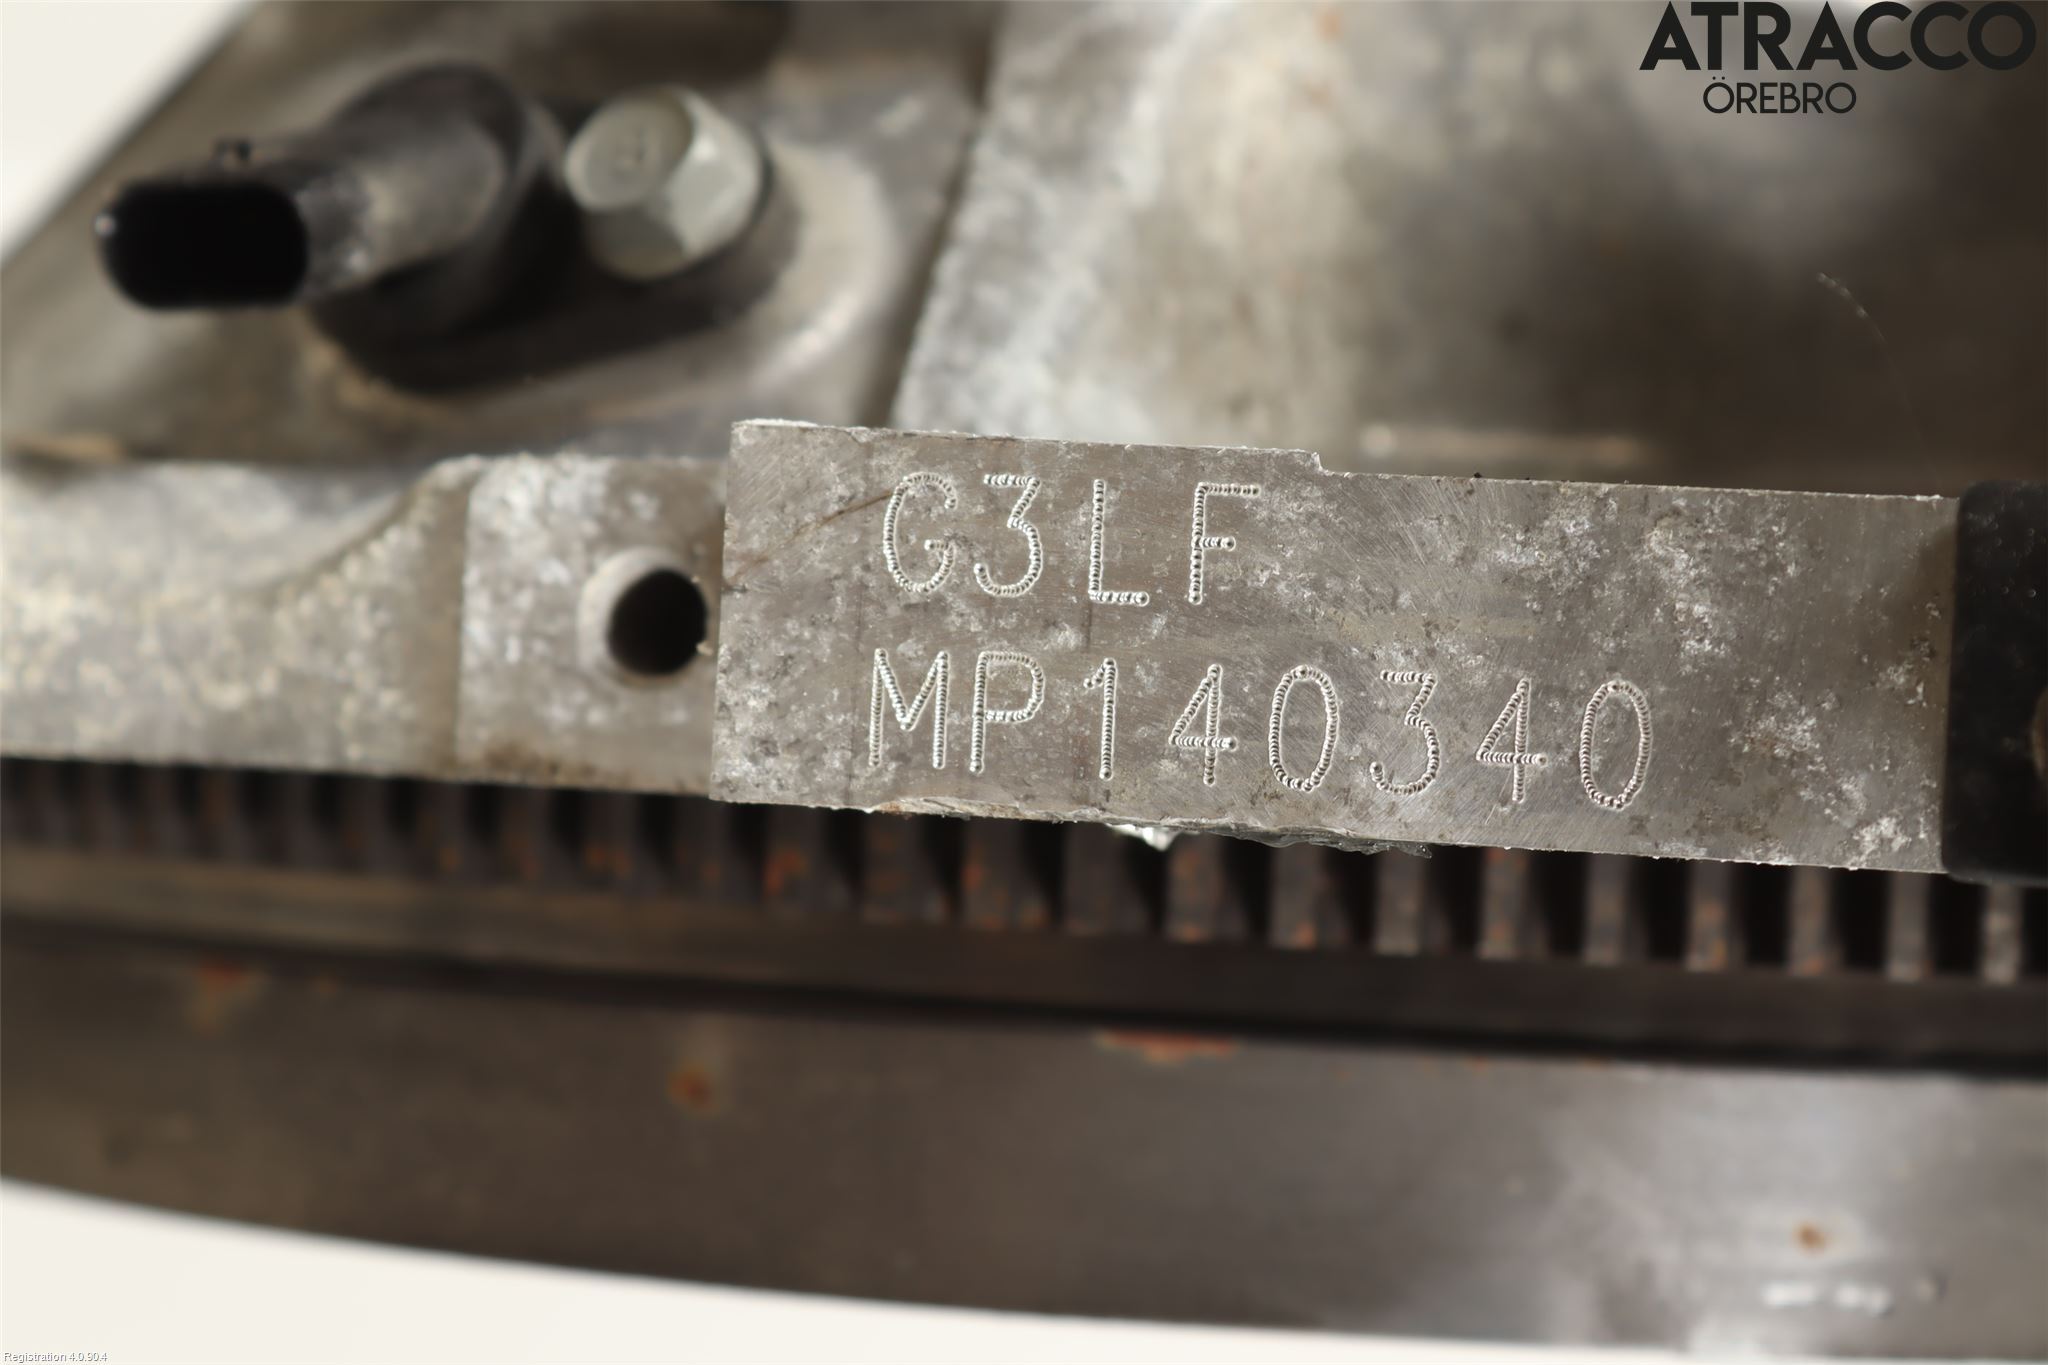 ATRACCO
ÖREBRO
G3LF
MP140340
Registration 4.0.90.4